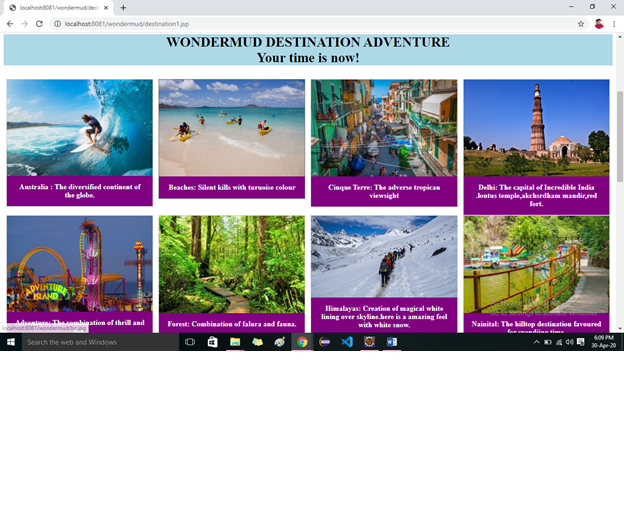 localhost:8081/wondermud/dest
localhost:8081/wondermud/destination1.jsp
WONDERMUD DESTINATION ADVENTURE
Your time is now!
Australia : The diversified continent of
the globe.
Beaches: Silent kills with turuoise colour
Cinque Terre: The adverse tropican
viewsight
Delhi: The capital of Incredible India
.loutus temple,akchsrdham mandir,red
fort.
ADVENTURE
ISLAND
Adventure: The combination of thrill and
Forest: Combination of falura and fauna.
Himalayas: Creation of magical white
lining over skyline.here is a amazing feel
with white snow.
Go to Settings to activate Windows.
Nainital: The hilltop destination favoured
for spendiing time
localhost:8081/wondermud/br.jpg
Search the web and Windows
6:09 PM
30-Apr-20